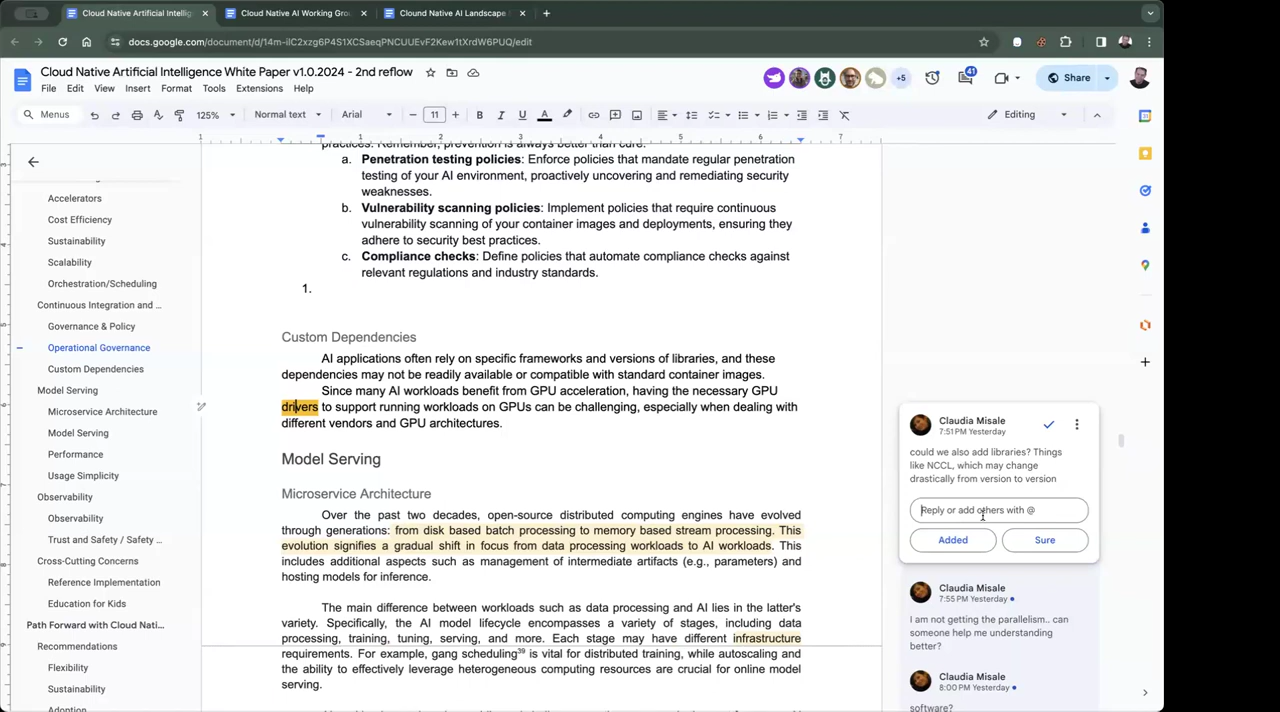 Cloud Native Artificial Intellig
Cloud Native AI Working Gro
Clound Native AI Landscape
docs.google.com/document/d/14m-ilC2xzg6P4S1XCSaeqPNCUUEvF2Kew1tXrdW6PUQ/edit
Cloud Native Artificial Intelligence White Paper v1.0.2024 - 2nd reflow
+5
41
Share
File Edit View Insert Format Tools Extensions Help
Menus
125%
Normal text
Arial
11
B I U A
Editing
1 1 2 3 4 5 6 7
Accelerators
Cost Efficiency
Sustainability
Scalability
Orchestration/Scheduling
Continuous Integration and ...
Governance & Policy
Operational Governance
Custom Dependencies
Model Serving
Microservice Architecture
Model Serving
Performance
Usage Simplicity
Observability
Observability
Trust and Safety / Safety ...
Cross-Cutting Concerns
Reference Implementation
Education for Kids
Path Forward with Cloud Nati...
Recommendations
Flexibility
Sustainability
Adoption
practices. Remember, prevention is always better than cure.
a. Penetration testing policies: Enforce policies that mandate regular penetration
testing of your AI environment, proactively uncovering and remediating security
weaknesses.
b. Vulnerability scanning policies: Implement policies that require continuous
vulnerability scanning of your container images and deployments, ensuring they
adhere to security best practices.
c. Compliance checks: Define policies that automate compliance checks against
relevant regulations and industry standards.
1.
Custom Dependencies
AI applications often rely on specific frameworks and versions of libraries, and these
dependencies may not be readily available or compatible with standard container images.
Since many AI workloads benefit from GPU acceleration, having the necessary GPU
drivers to support running workloads on GPUs can be challenging, especially when dealing with
different vendors and GPU architectures.
Model Serving
Microservice Architecture
Over the past two decades, open-source distributed computing engines have evolved
through generations: from disk based batch processing to memory based stream processing. This
evolution signifies a gradual shift in focus from data processing workloads to AI workloads. This
includes additional aspects such as management of intermediate artifacts (e.g., parameters) and
hosting models for inference.
The main difference between workloads such as data processing and AI lies in the latter's
variety. Specifically, the AI model lifecycle encompasses a variety of stages, including data
processing, training, tuning, serving, and more. Each stage may have different infrastructure
requirements. For example, gang scheduling³⁹ is vital for distributed training, while autoscaling and
the ability to effectively leverage heterogeneous computing resources are crucial for online model
serving.
Claudia Misale
7:51 PM Yesterday
could we also add libraries? Things
like NCCL, which may change
drastically from version to version
Reply or add others with @
Added
Sure
Claudia Misale
7:55 PM Yesterday
I am not getting the parallelism.. can
someone help me understanding
better?
Claudia Misale
8:00 PM Yesterday
software?